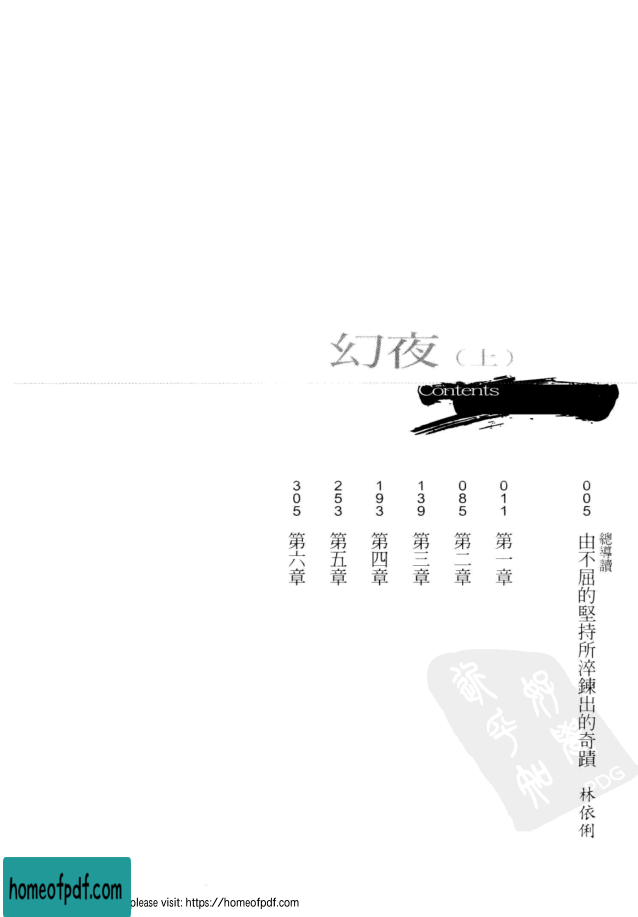 幻夜（上）
Contents
005
總導讀
由不屈的堅持所淬鍊出的奇蹟 林依俐
011 第一章
085 第二章
139 第三章
193 第四章
253 第五章
305 第六章
PDG
homeofpdf.com
please visit: https://homeofpdf.com